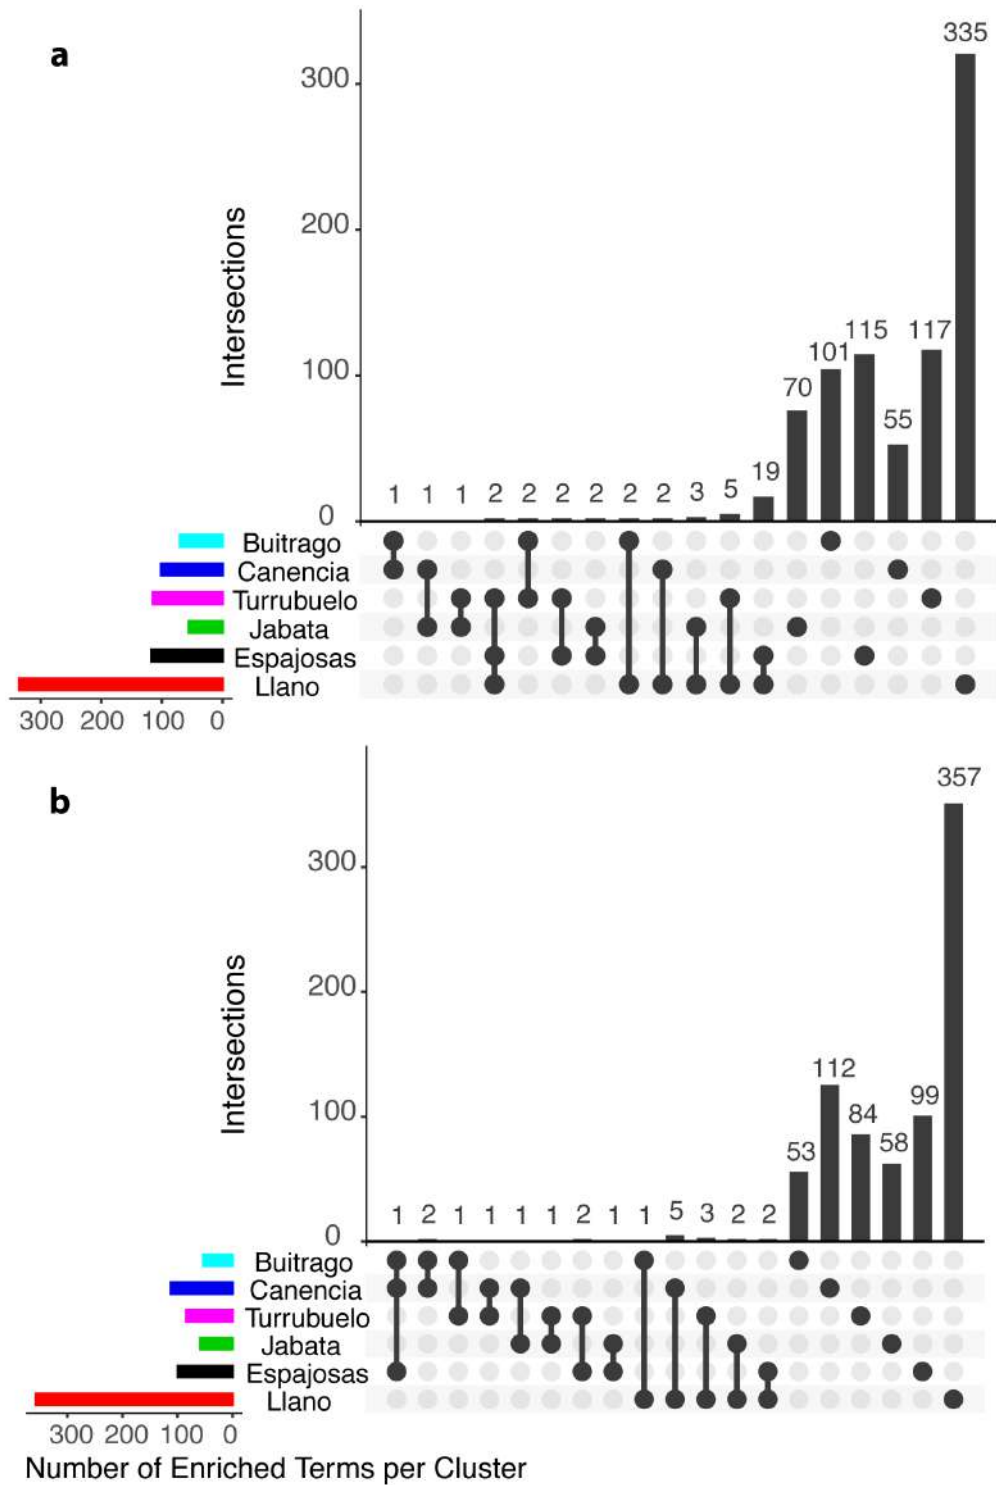 a
335
300
Intersections
200
115
117
101
100
70
55
19
1 1 1 2 2 2 2 2 2 3 5
0
Buitrago
Canencia
Turrubuelo
Jabata
Espajosas
Llano
300 200 100 0
b
357
300
Intersections
200
112
100
99
84
53
58
1 2 1 1 1 1 2 1 1 5 3 2 2
0
Buitrago
Canencia
Turrubuelo
Jabata
Espajosas
Llano
300 200 100 0
Number of Enriched Terms per Cluster